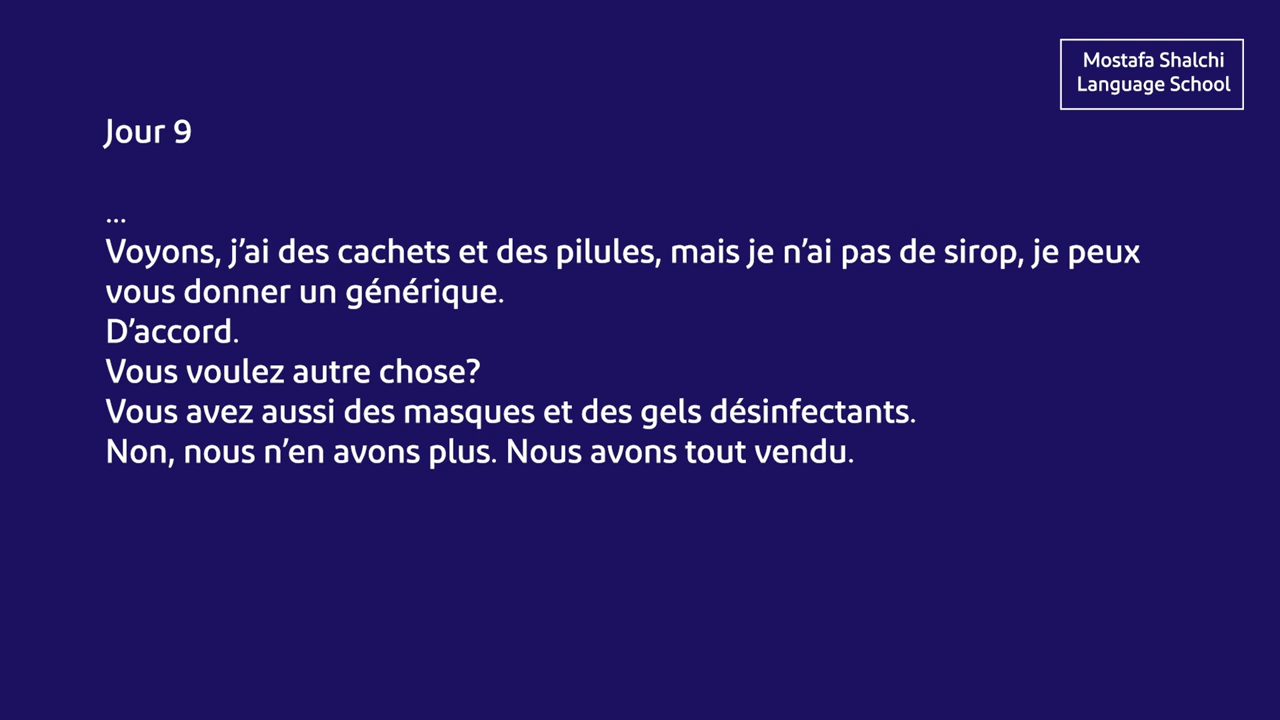 Mostafa Shalchi
Language School
Jour 9
...
Voyons, j’ai des cachets et des pilules, mais je n’ai pas de sirop, je peux
vous donner un générique.
D’accord.
Vous voulez autre chose?
Vous avez aussi des masques et des gels désinfectants.
Non, nous n’en avons plus. Nous avons tout vendu.